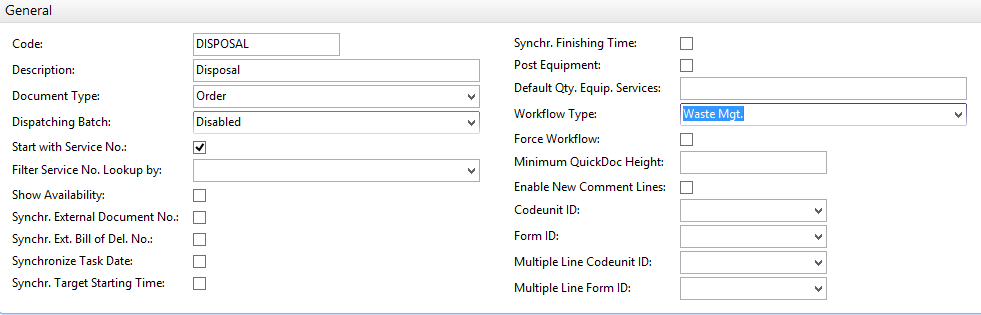 General
Code: DISPOSAL
Description: Disposal
Document Type: Order
Dispatching Batch: Disabled
Start with Service No.:
Filter Service No. Lookup by:
Show Availability:
Synchr. External Document No.:
Synchr. Ext. Bill of Del. No.:
Synchronize Task Date:
Synchr. Target Starting Time:
Synchr. Finishing Time:
Post Equipment:
Default Qty. Equip. Services:
Workflow Type: Waste Mgt.
Force Workflow:
Minimum QuickDoc Height:
Enable New Comment Lines:
Codeunit ID:
Form ID:
Multiple Line Codeunit ID:
Multiple Line Form ID: